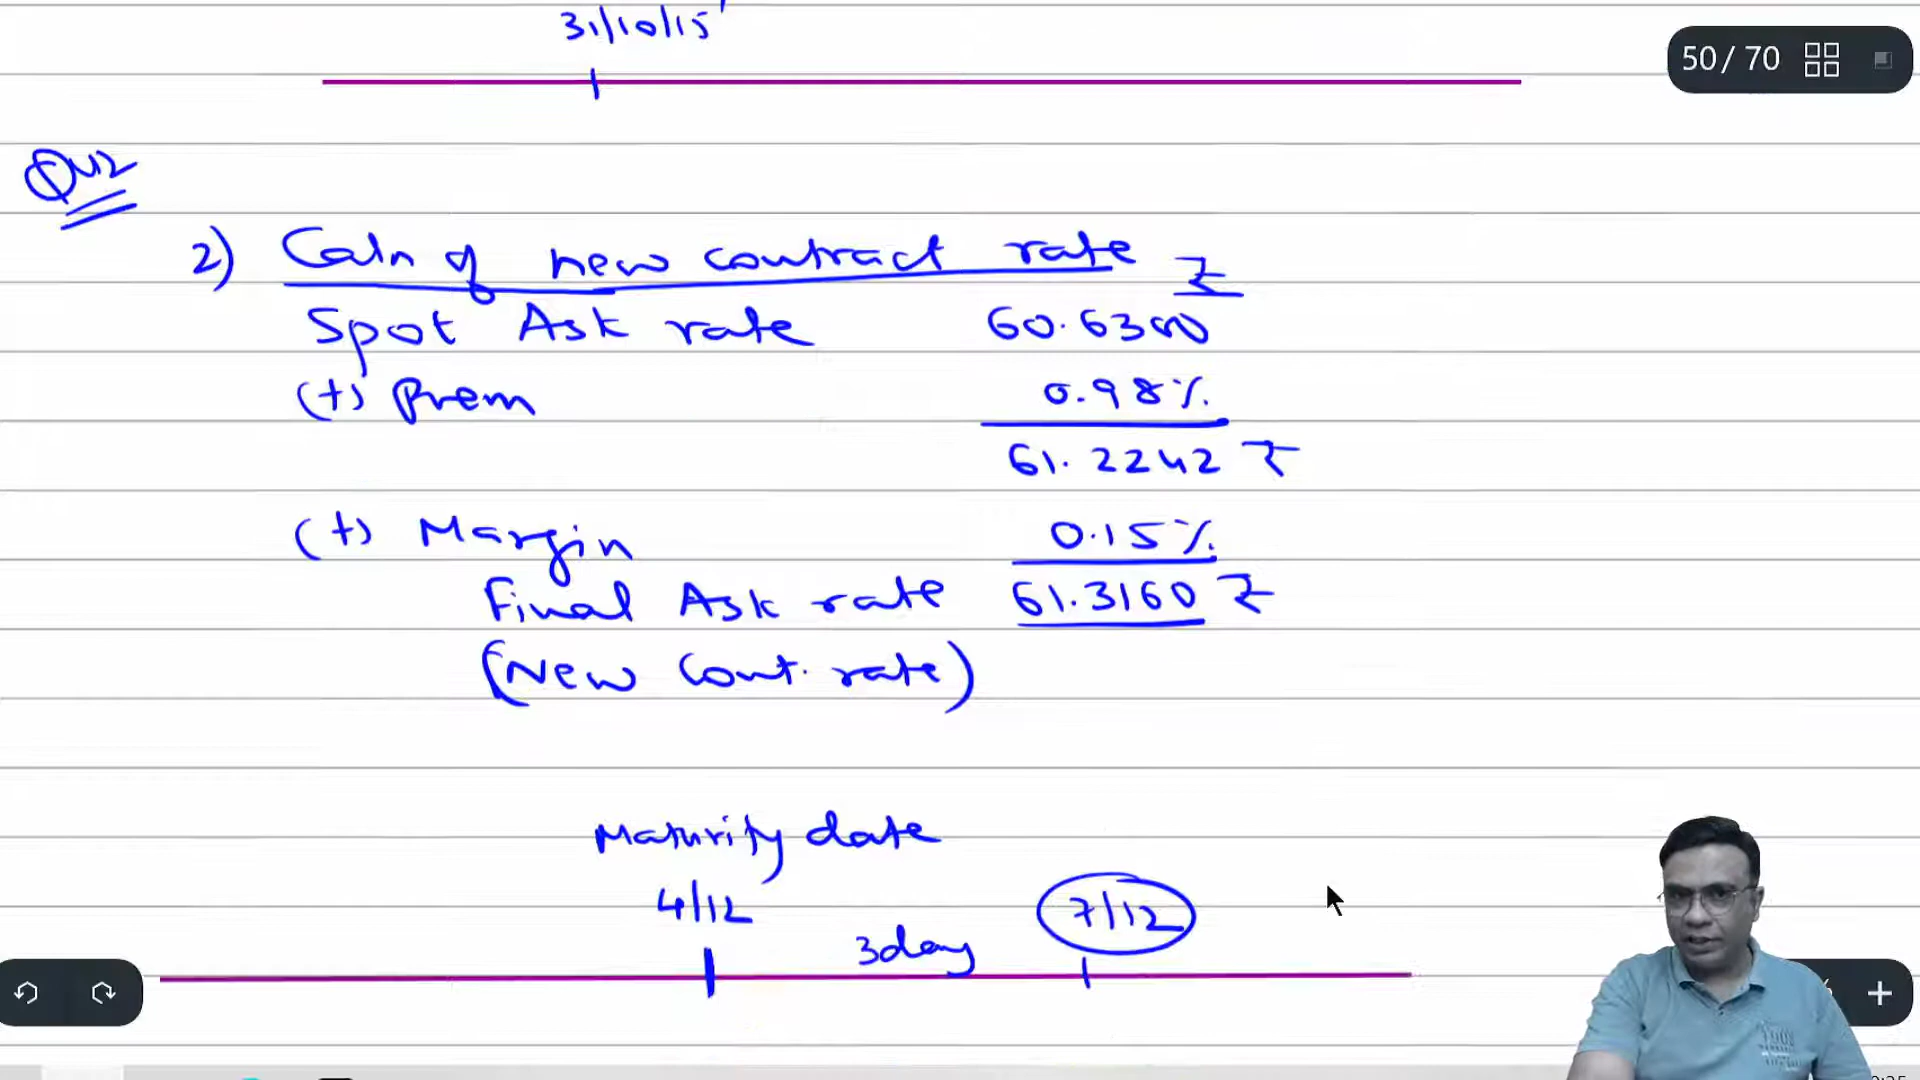 31/10/15'
50 / 70
Q42
2) Caln of new contract rate ₹
Spot Ask rate 60.6300
(+) Prem 0.98%
61.2242 ₹
(+) Margin 0.15%
Final Ask rate 61.3160 ₹
(New Cont. rate)
Maturity date
4/12 7/12
3day